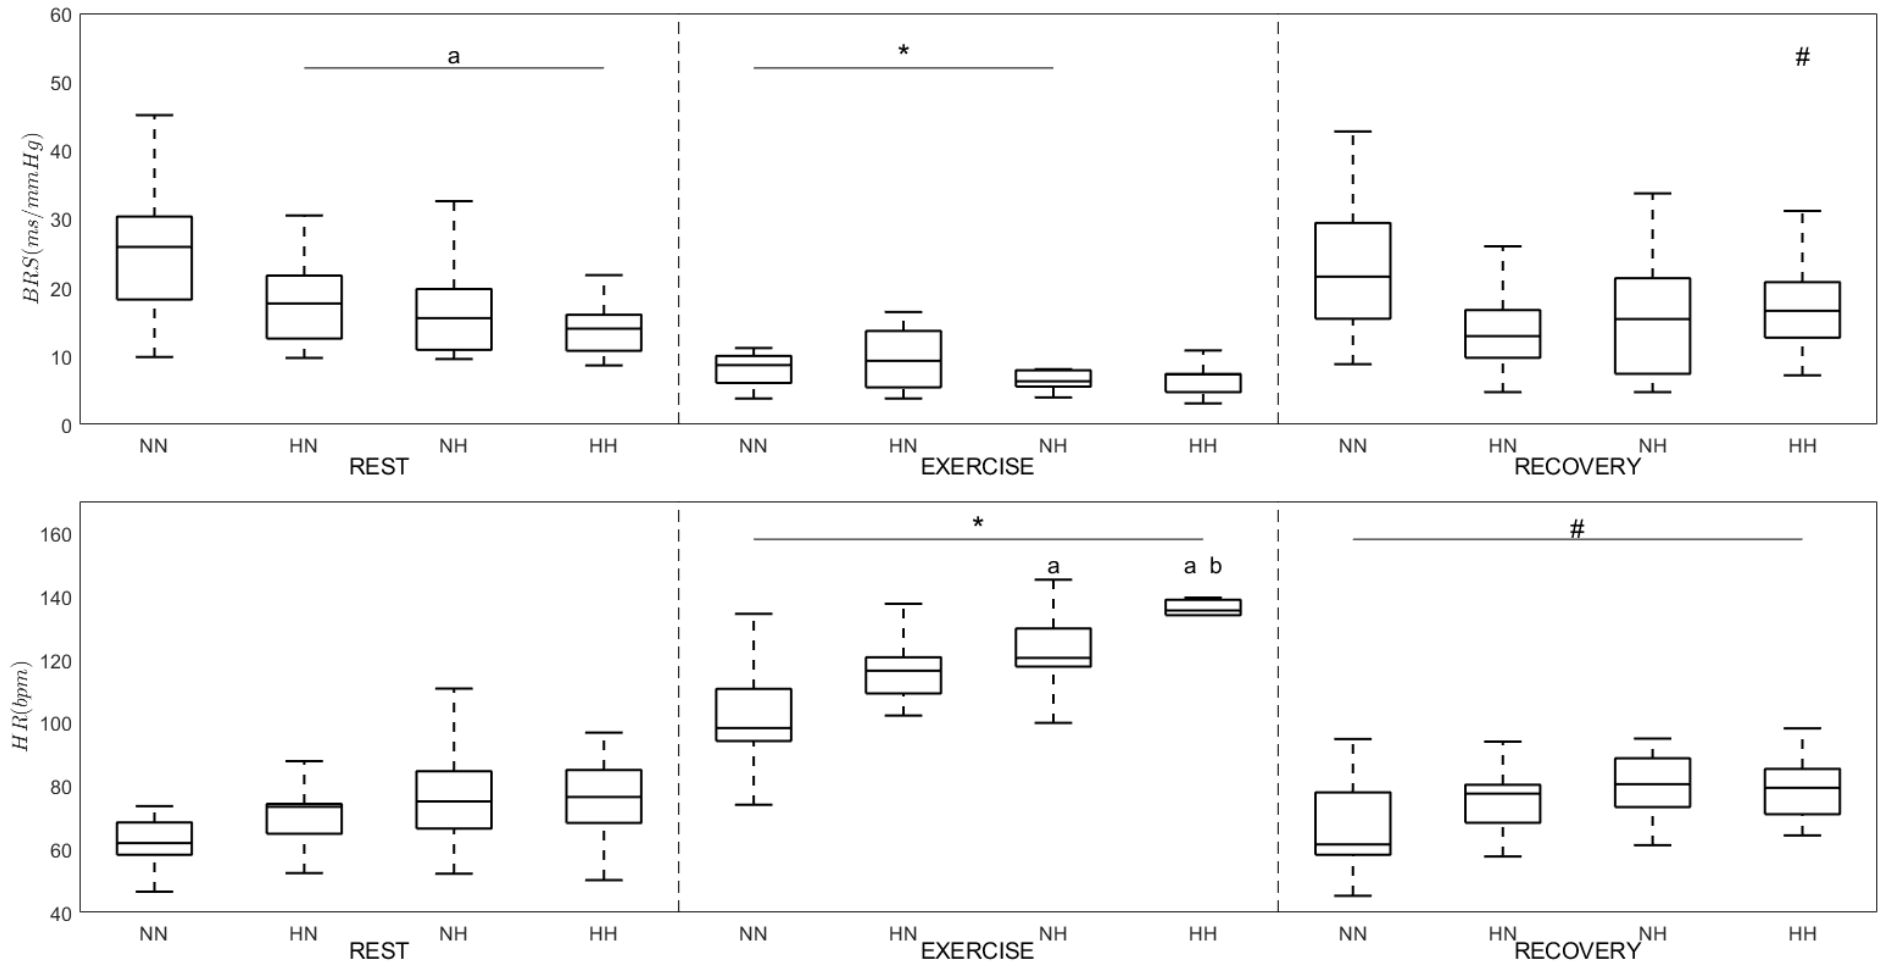 60
50
40
30
20
10
0
BRS(ms/mmHg)
a
*
#
NN HN NH HH NN HN NH HH NN HN NH HH
REST EXERCISE RECOVERY
160
140
120
100
80
60
40
HR(bpm)
*
#
a
a b
NN HN NH HH NN HN NH HH NN HN NH HH
REST EXERCISE RECOVERY